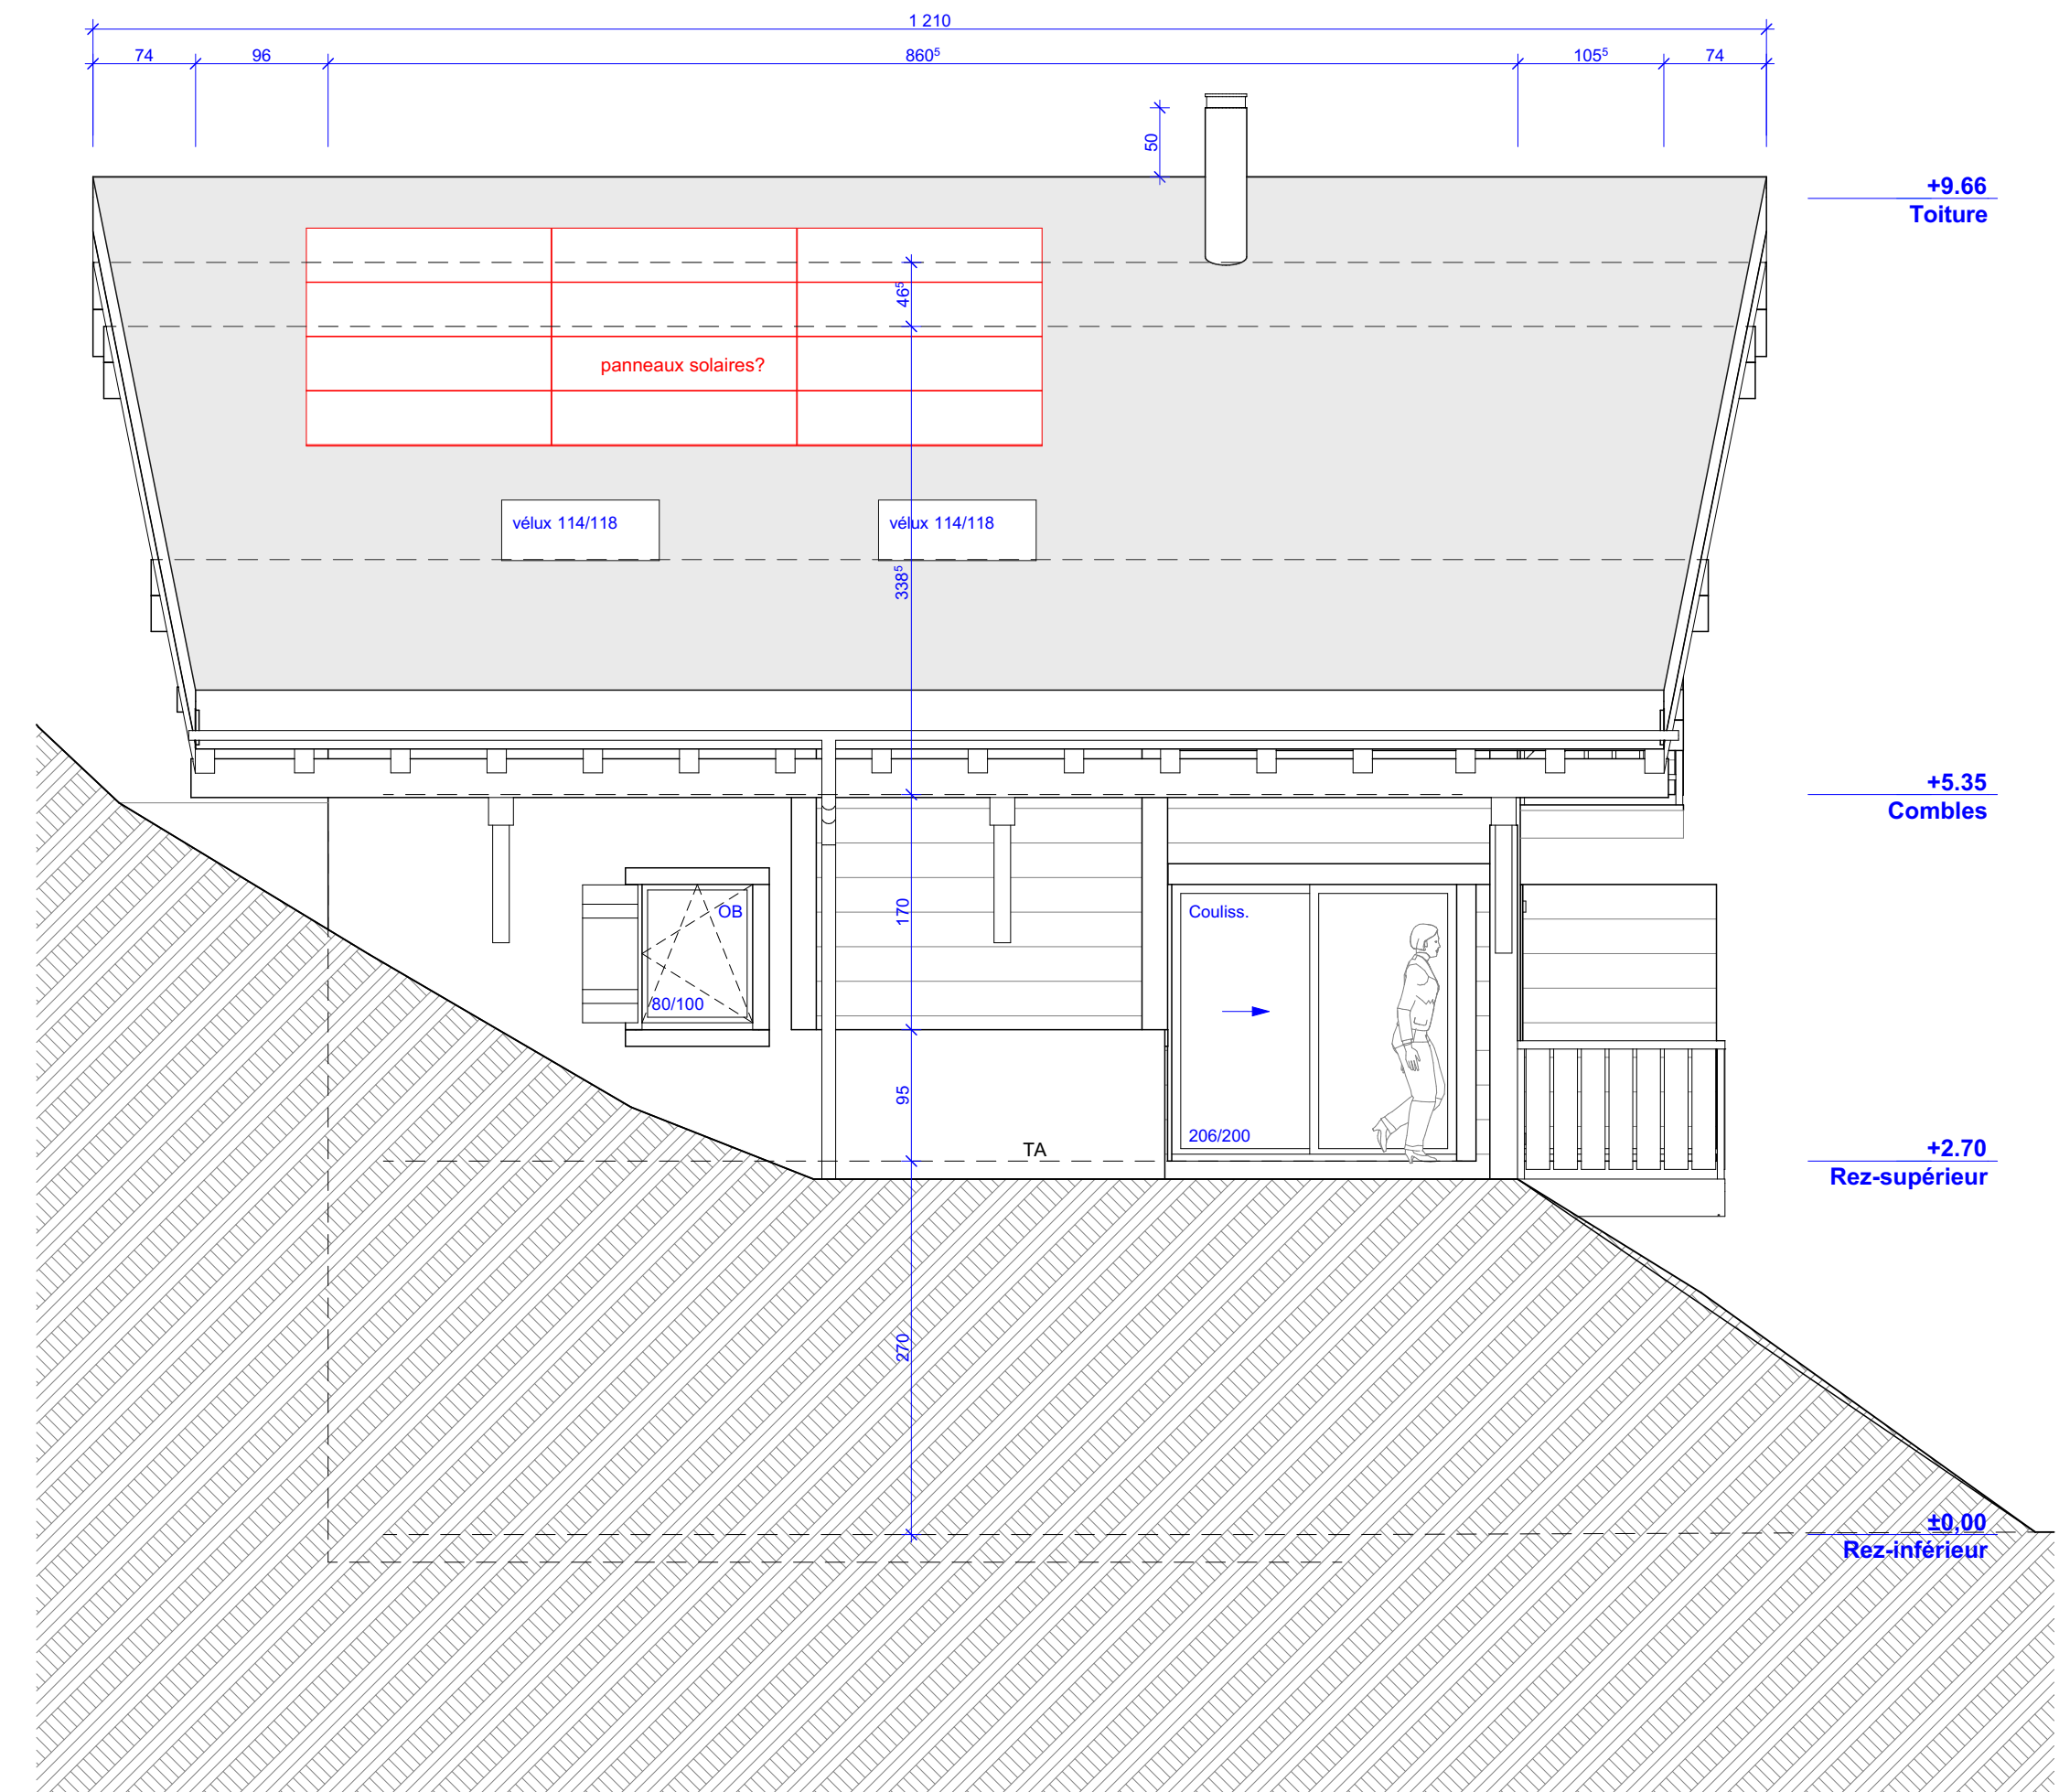 1 210
74 96 860⁵ 105⁵ 74
50
+9.66
Toiture
46⁵
panneaux solaires?
vélux 114/118 vélux 114/118
338⁵
+5.35
Combles
OB 170 Couliss.
80/100
95
206/200
TA
+2.70
Rez-supérieur
270
±0,00
Rez-inférieur